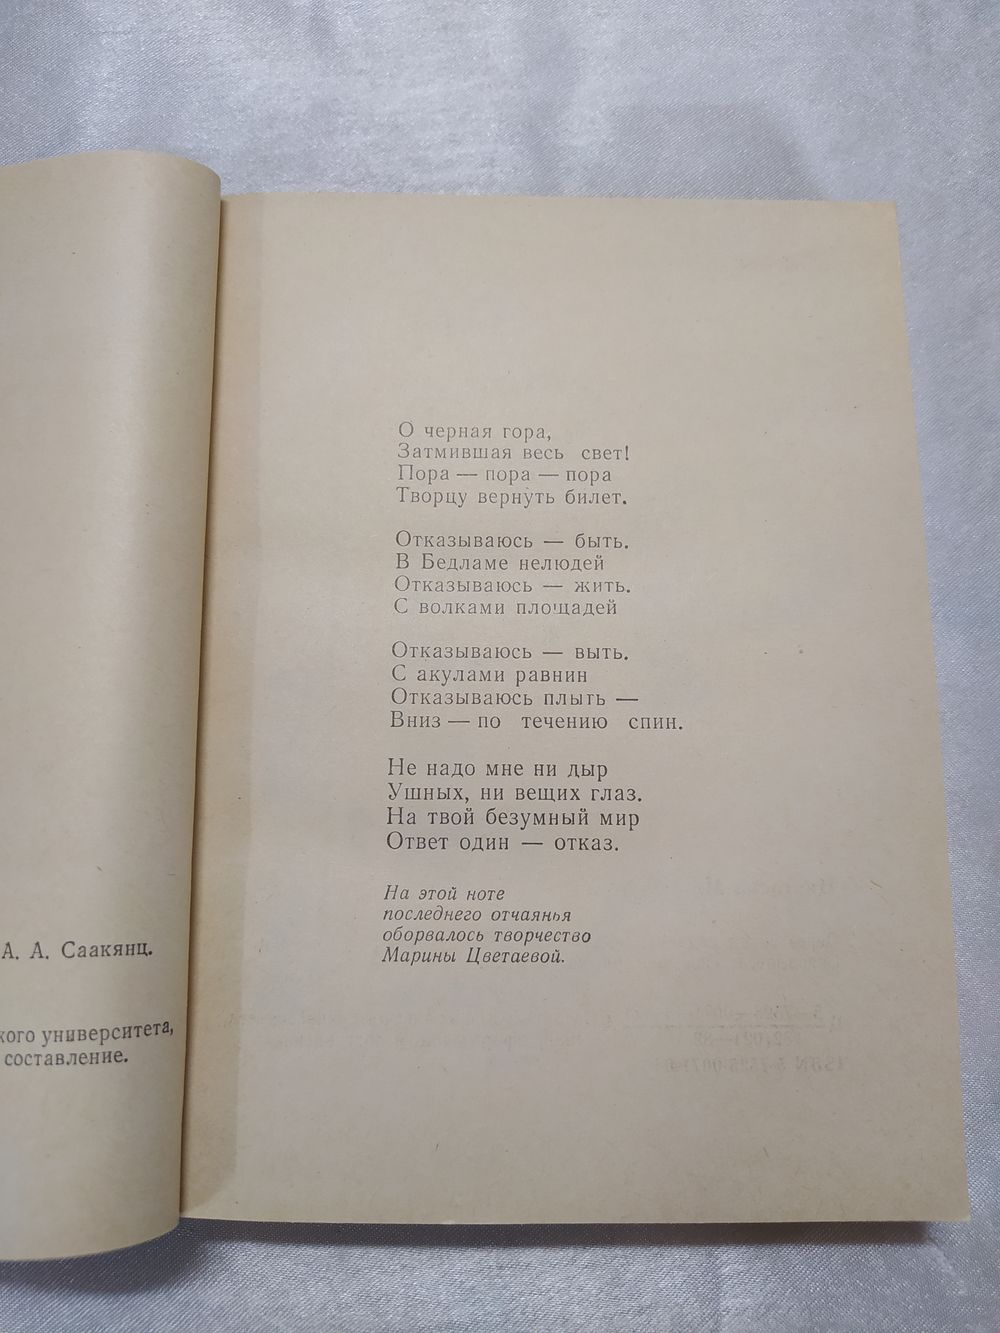 А. А. Саакянц.
кого университета,
составление.
О черная гора,
Затмившая весь свет!
Пора — пора — пора
Творцу вернуть билет.
Отказываюсь — быть.
В Бедламе нелюдей
Отказываюсь — жить.
С волками площадей
Отказываюсь — выть.
С акулами равнин
Отказываюсь плыть —
Вниз — по течению спин.
Не надо мне ни дыр
Ушных, ни вещих глаз.
На твой безумный мир
Ответ один — отказ.
На этой ноте
последнего отчаянья
оборвалось творчество
Марины Цветаевой.